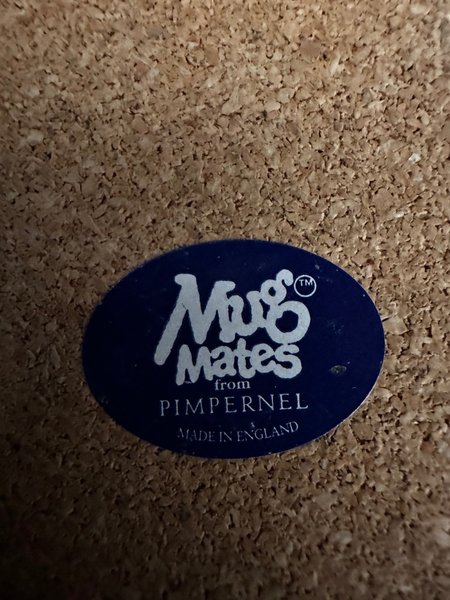 Mug™
Mates
from
PIMPERNEL
MADE IN ENGLAND